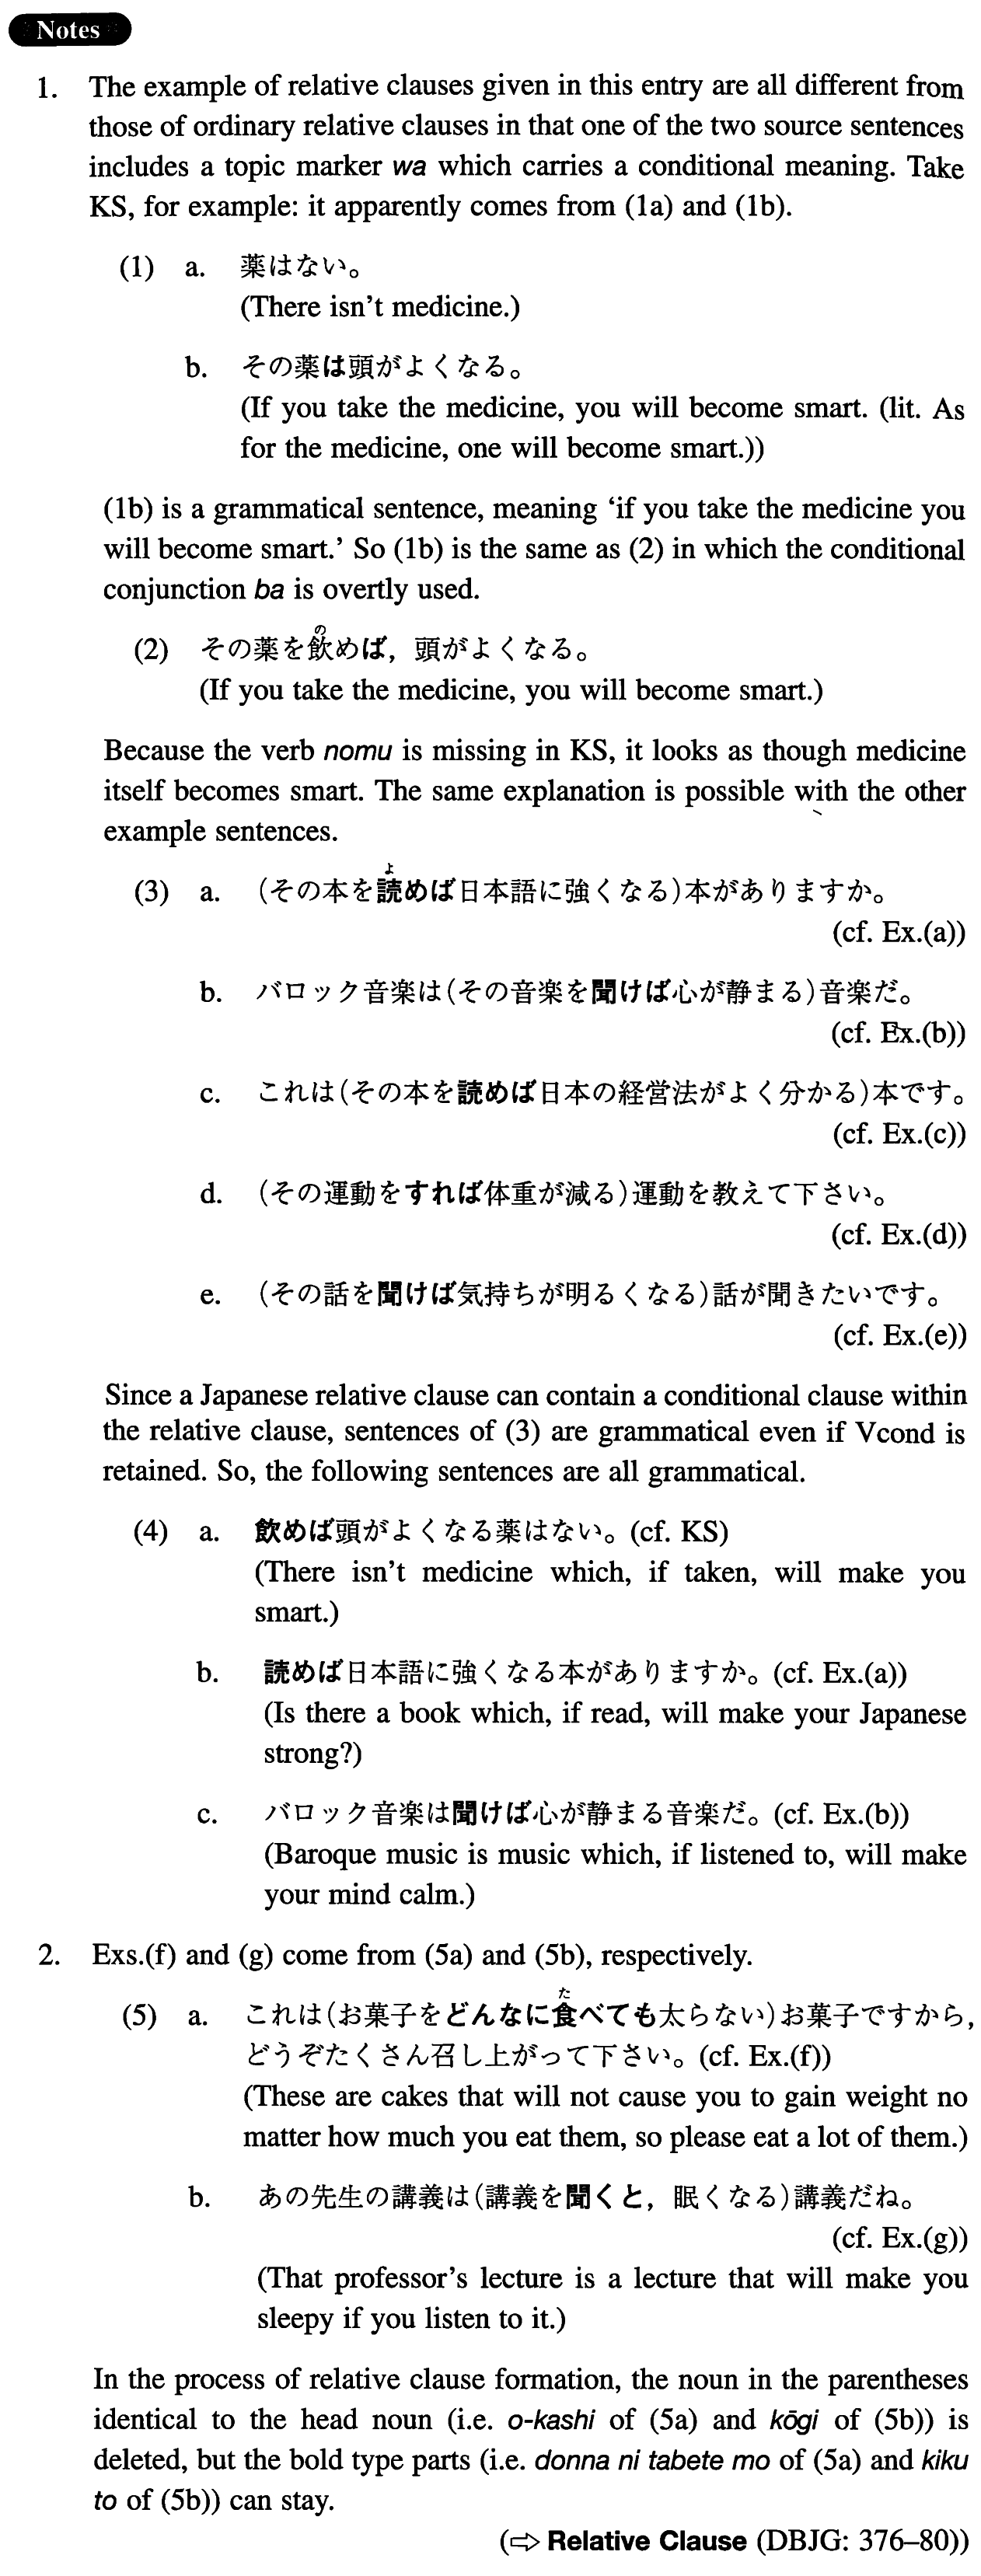 Notes
1. The example of relative clauses given in this entry are all different from
those of ordinary relative clauses in that one of the two source sentences
includes a topic marker wa which carries a conditional meaning. Take
KS, for example: it apparently comes from (1a) and (1b).
(1) a. 薬はない。
(There isn't medicine.)
b. その薬は頭がよくなる。
(If you take the medicine, you will become smart. (lit. As
for the medicine, one will become smart.))
(1b) is a grammatical sentence, meaning 'if you take the medicine you
will become smart.' So (1b) is the same as (2) in which the conditional
conjunction ba is overtly used.
の
(2) その薬を飲めば，頭がよくなる。
(If you take the medicine, you will become smart.)
Because the verb nomu is missing in KS, it looks as though medicine
itself becomes smart. The same explanation is possible with the other
example sentences.
よ
(3) a. (その本を読めば日本語に強くなる)本がありますか。
(cf. Ex.(a))
b. バロック音楽は(その音楽を聞けば心が静まる)音楽だ。
(cf. Ex.(b))
c. これは(その本を読めば日本の経営法がよく分かる)本です。
(cf. Ex.(c))
d. (その運動をすれば体重が減る)運動を教えて下さい。
(cf. Ex.(d))
e. (その話を聞けば気持ちが明るくなる)話が聞きたいです。
(cf. Ex.(e))
Since a Japanese relative clause can contain a conditional clause within
the relative clause, sentences of (3) are grammatical even if Vcond is
retained. So, the following sentences are all grammatical.
(4) a. 飲めば頭がよくなる薬はない。(cf. KS)
(There isn't medicine which, if taken, will make you
smart.)
b. 読めば日本語に強くなる本がありますか。(cf. Ex.(a))
(Is there a book which, if read, will make your Japanese
strong?)
c. バロック音楽は聞けば心が静まる音楽だ。(cf. Ex.(b))
(Baroque music is music which, if listened to, will make
your mind calm.)
2. Exs.(f) and (g) come from (5a) and (5b), respectively.
た
(5) a. これは(お菓子をどんなに食べても太らない)お菓子ですから，
どうぞたくさん召し上がって下さい。(cf. Ex.(f))
(These are cakes that will not cause you to gain weight no
matter how much you eat them, so please eat a lot of them.)
b. あの先生の講義は(講義を聞くと，眠くなる)講義だね。
(cf. Ex.(g))
(That professor's lecture is a lecture that will make you
sleepy if you listen to it.)
In the process of relative clause formation, the noun in the parentheses
identical to the head noun (i.e. o-kashi of (5a) and kōgi of (5b)) is
deleted, but the bold type parts (i.e. donna ni tabete mo of (5a) and kiku
to of (5b)) can stay.
(⇨ Relative Clause (DBJG: 376–80))